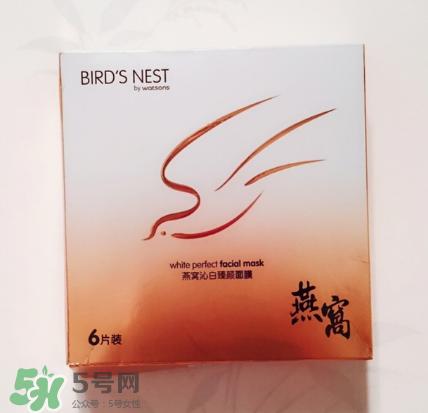 BIRD'S NEST
by watsons
white perfect facial mask
燕窩沁白臻顏面膜
燕窩
6片装
5号网
公众号：5号女性